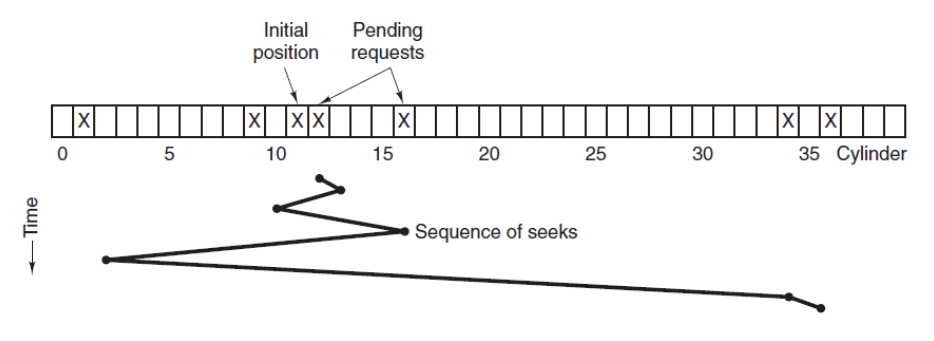 Initial position
Pending requests
X X X X X X X
0 5 10 15 20 25 30 35 Cylinder
Time
Sequence of seeks